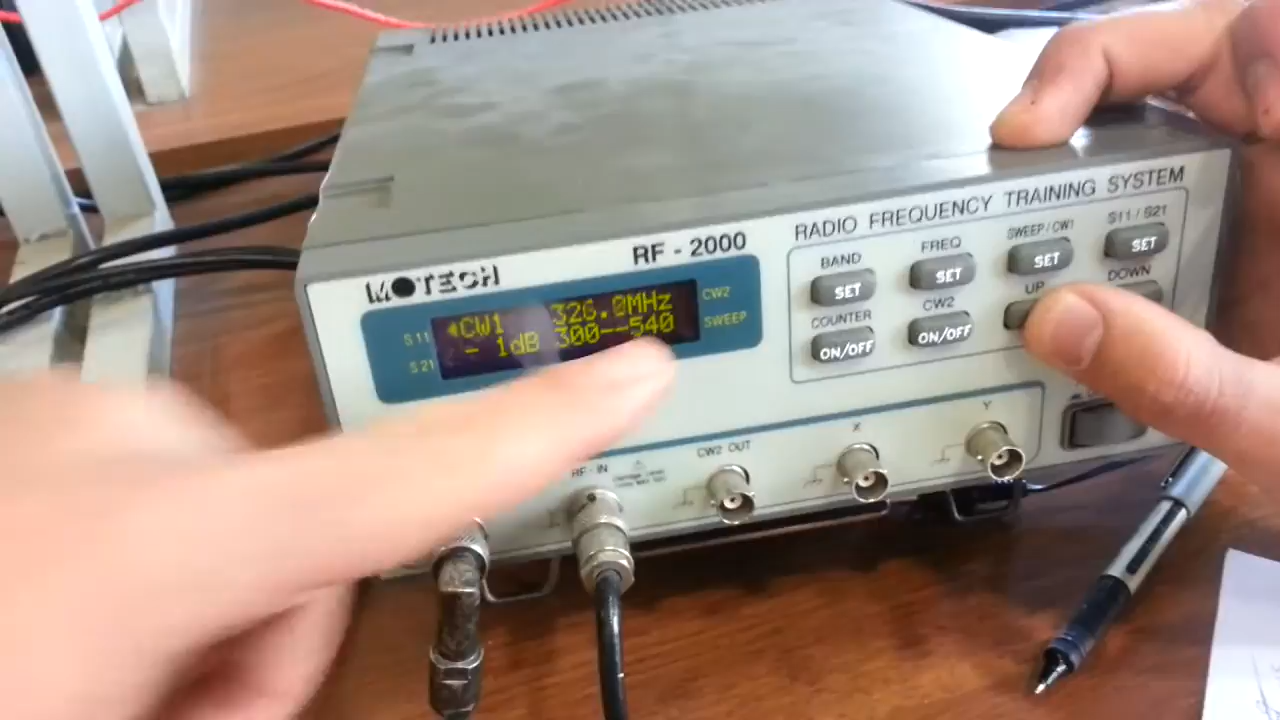 MOTECH
RF - 2000
RADIO FREQUENCY TRAINING SYSTEM
S11
S21
◂CW1 326.0MHz
- 1dB 300--540
CW2
SWEEP
BAND
SET
FREQ
SET
SWEEP / CW1
SET
S11 / S21
SET
COUNTER
ON/OFF
CW2
ON/OFF
UP
DOWN
RF - IN
CW2 OUT
X
Y